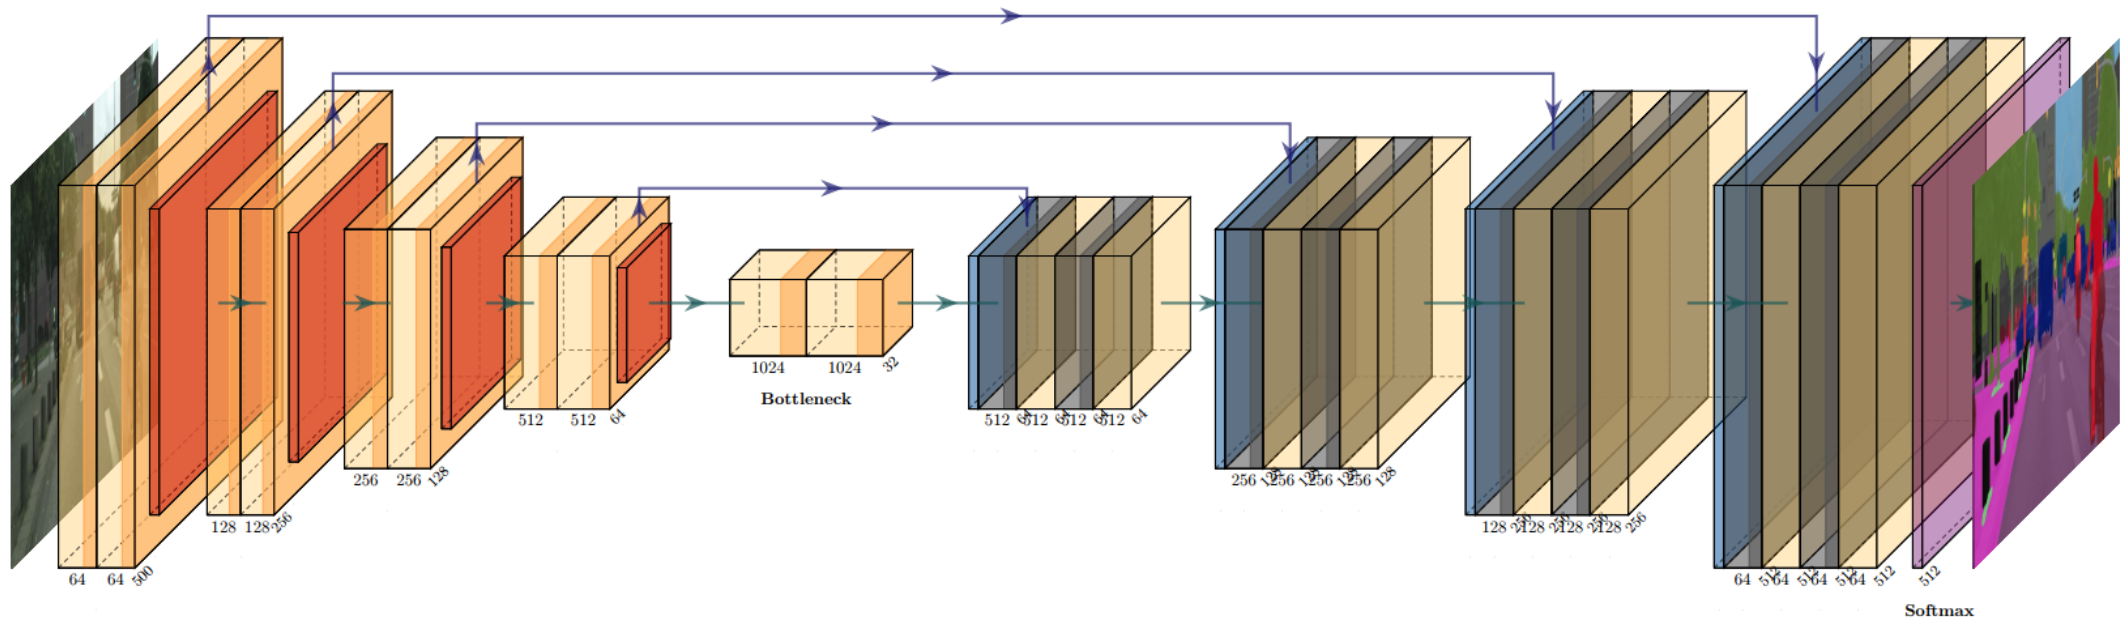 64 64 500
128 128 256
256 256 128
512 512 64
1024 1024 32
Bottleneck
512 64 512 64 512 64 512 64
256 128 256 128 256 128 256 128
128 256 128 256 128 256 128 256
64 512 64 512 64 512 64 512
512
Softmax